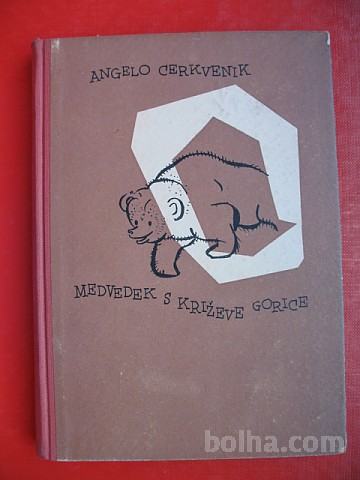 ANGELO CERKVENIK
MEDVEDEK S KRIŽEVE GORICE
bolha.com